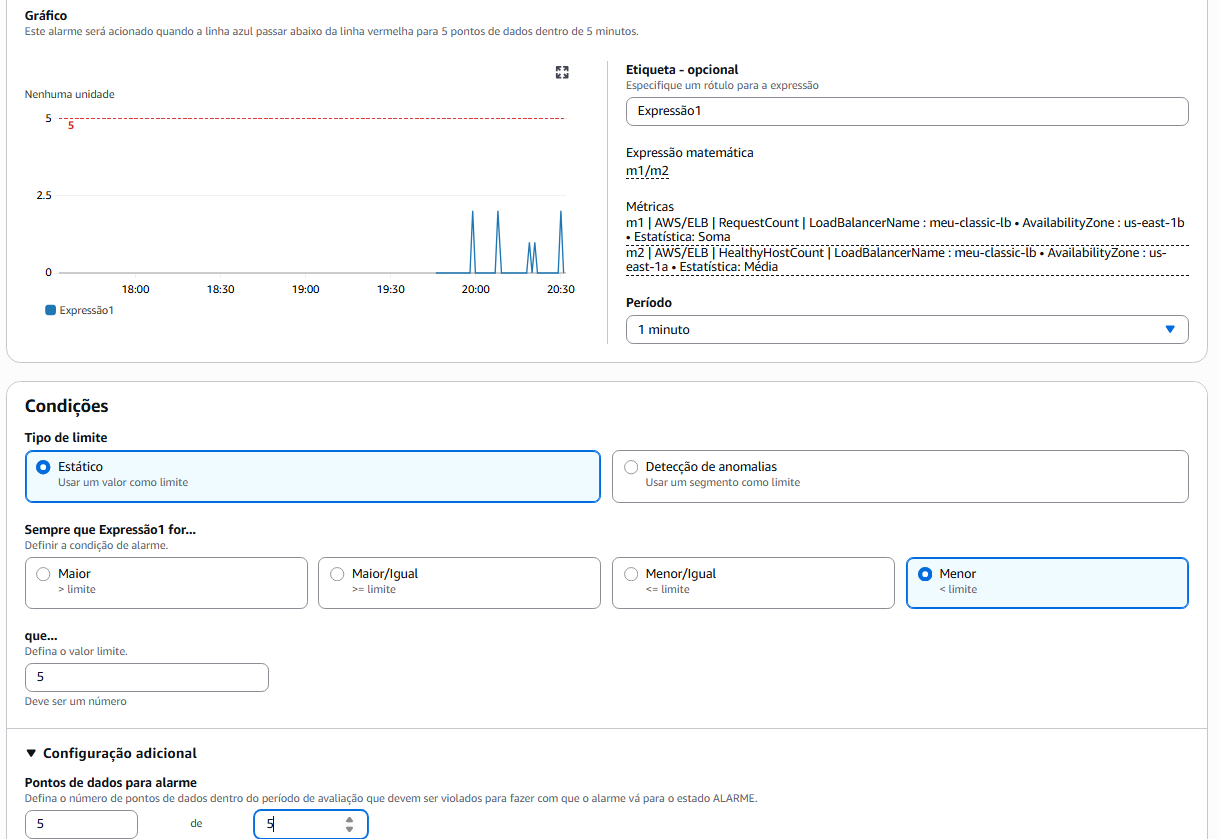 Gráfico
Este alarme será acionado quando a linha azul passar abaixo da linha vermelha para 5 pontos de dados dentro de 5 minutos.
Nenhuma unidade
5
5
2.5
0
18:00 18:30 19:00 19:30 20:00 20:30
Expressão1
Etiqueta - opcional
Especifique um rótulo para a expressão
Expressão1
Expressão matemática
m1/m2
Métricas
m1 | AWS/ELB | RequestCount | LoadBalancerName : meu-classic-lb • AvailabilityZone : us-east-1b
• Estatística: Soma
m2 | AWS/ELB | HealthyHostCount | LoadBalancerName : meu-classic-lb • AvailabilityZone : us-
east-1a • Estatística: Média
Período
1 minuto
Condições
Tipo de limite
Estático
Usar um valor como limite
Detecção de anomalias
Usar um segmento como limite
Sempre que Expressão1 for...
Definir a condição de alarme.
Maior
> limite
Maior/Igual
>= limite
Menor/Igual
<= limite
Menor
< limite
que...
Defina o valor limite.
5
Deve ser um número
Configuração adicional
Pontos de dados para alarme
Defina o número de pontos de dados dentro do período de avaliação que devem ser violados para fazer com que o alarme vá para o estado ALARME.
5 de 5